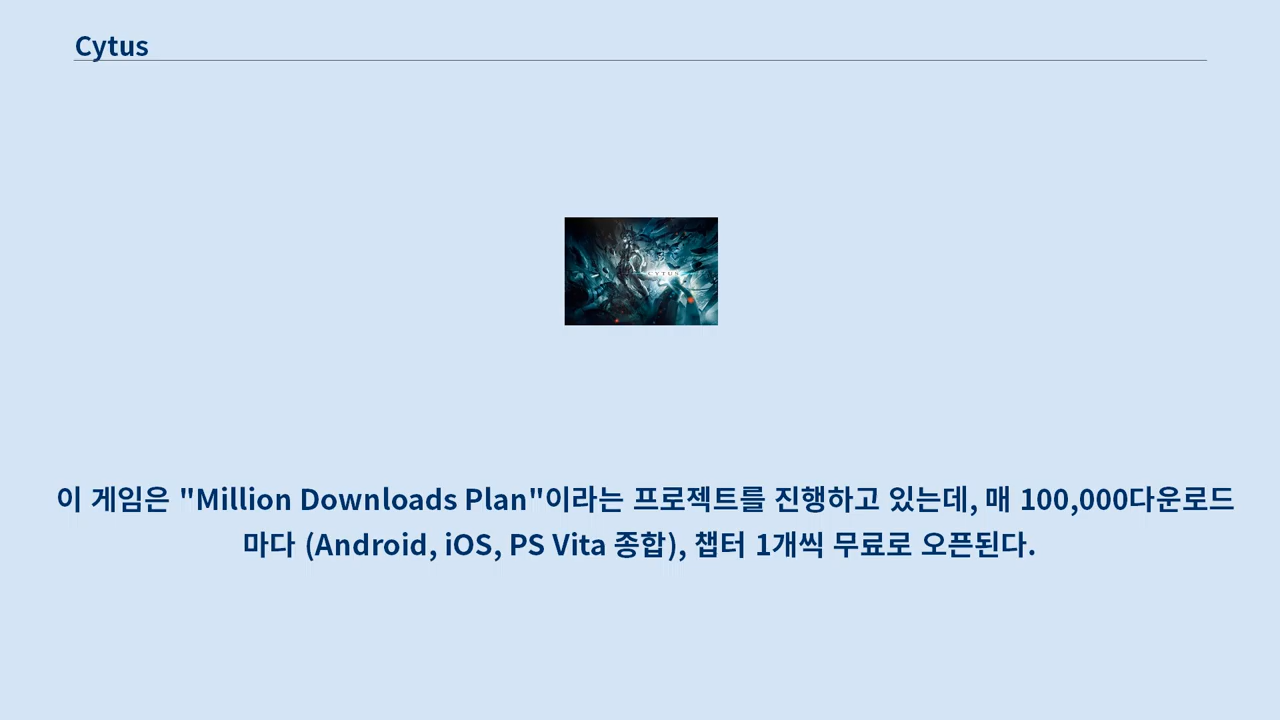 Cytus
CYTUS
이 게임은 "Million Downloads Plan"이라는 프로젝트를 진행하고 있는데, 매 100,000다운로드
마다 (Android, iOS, PS Vita 종합), 챕터 1개씩 무료로 오픈된다.